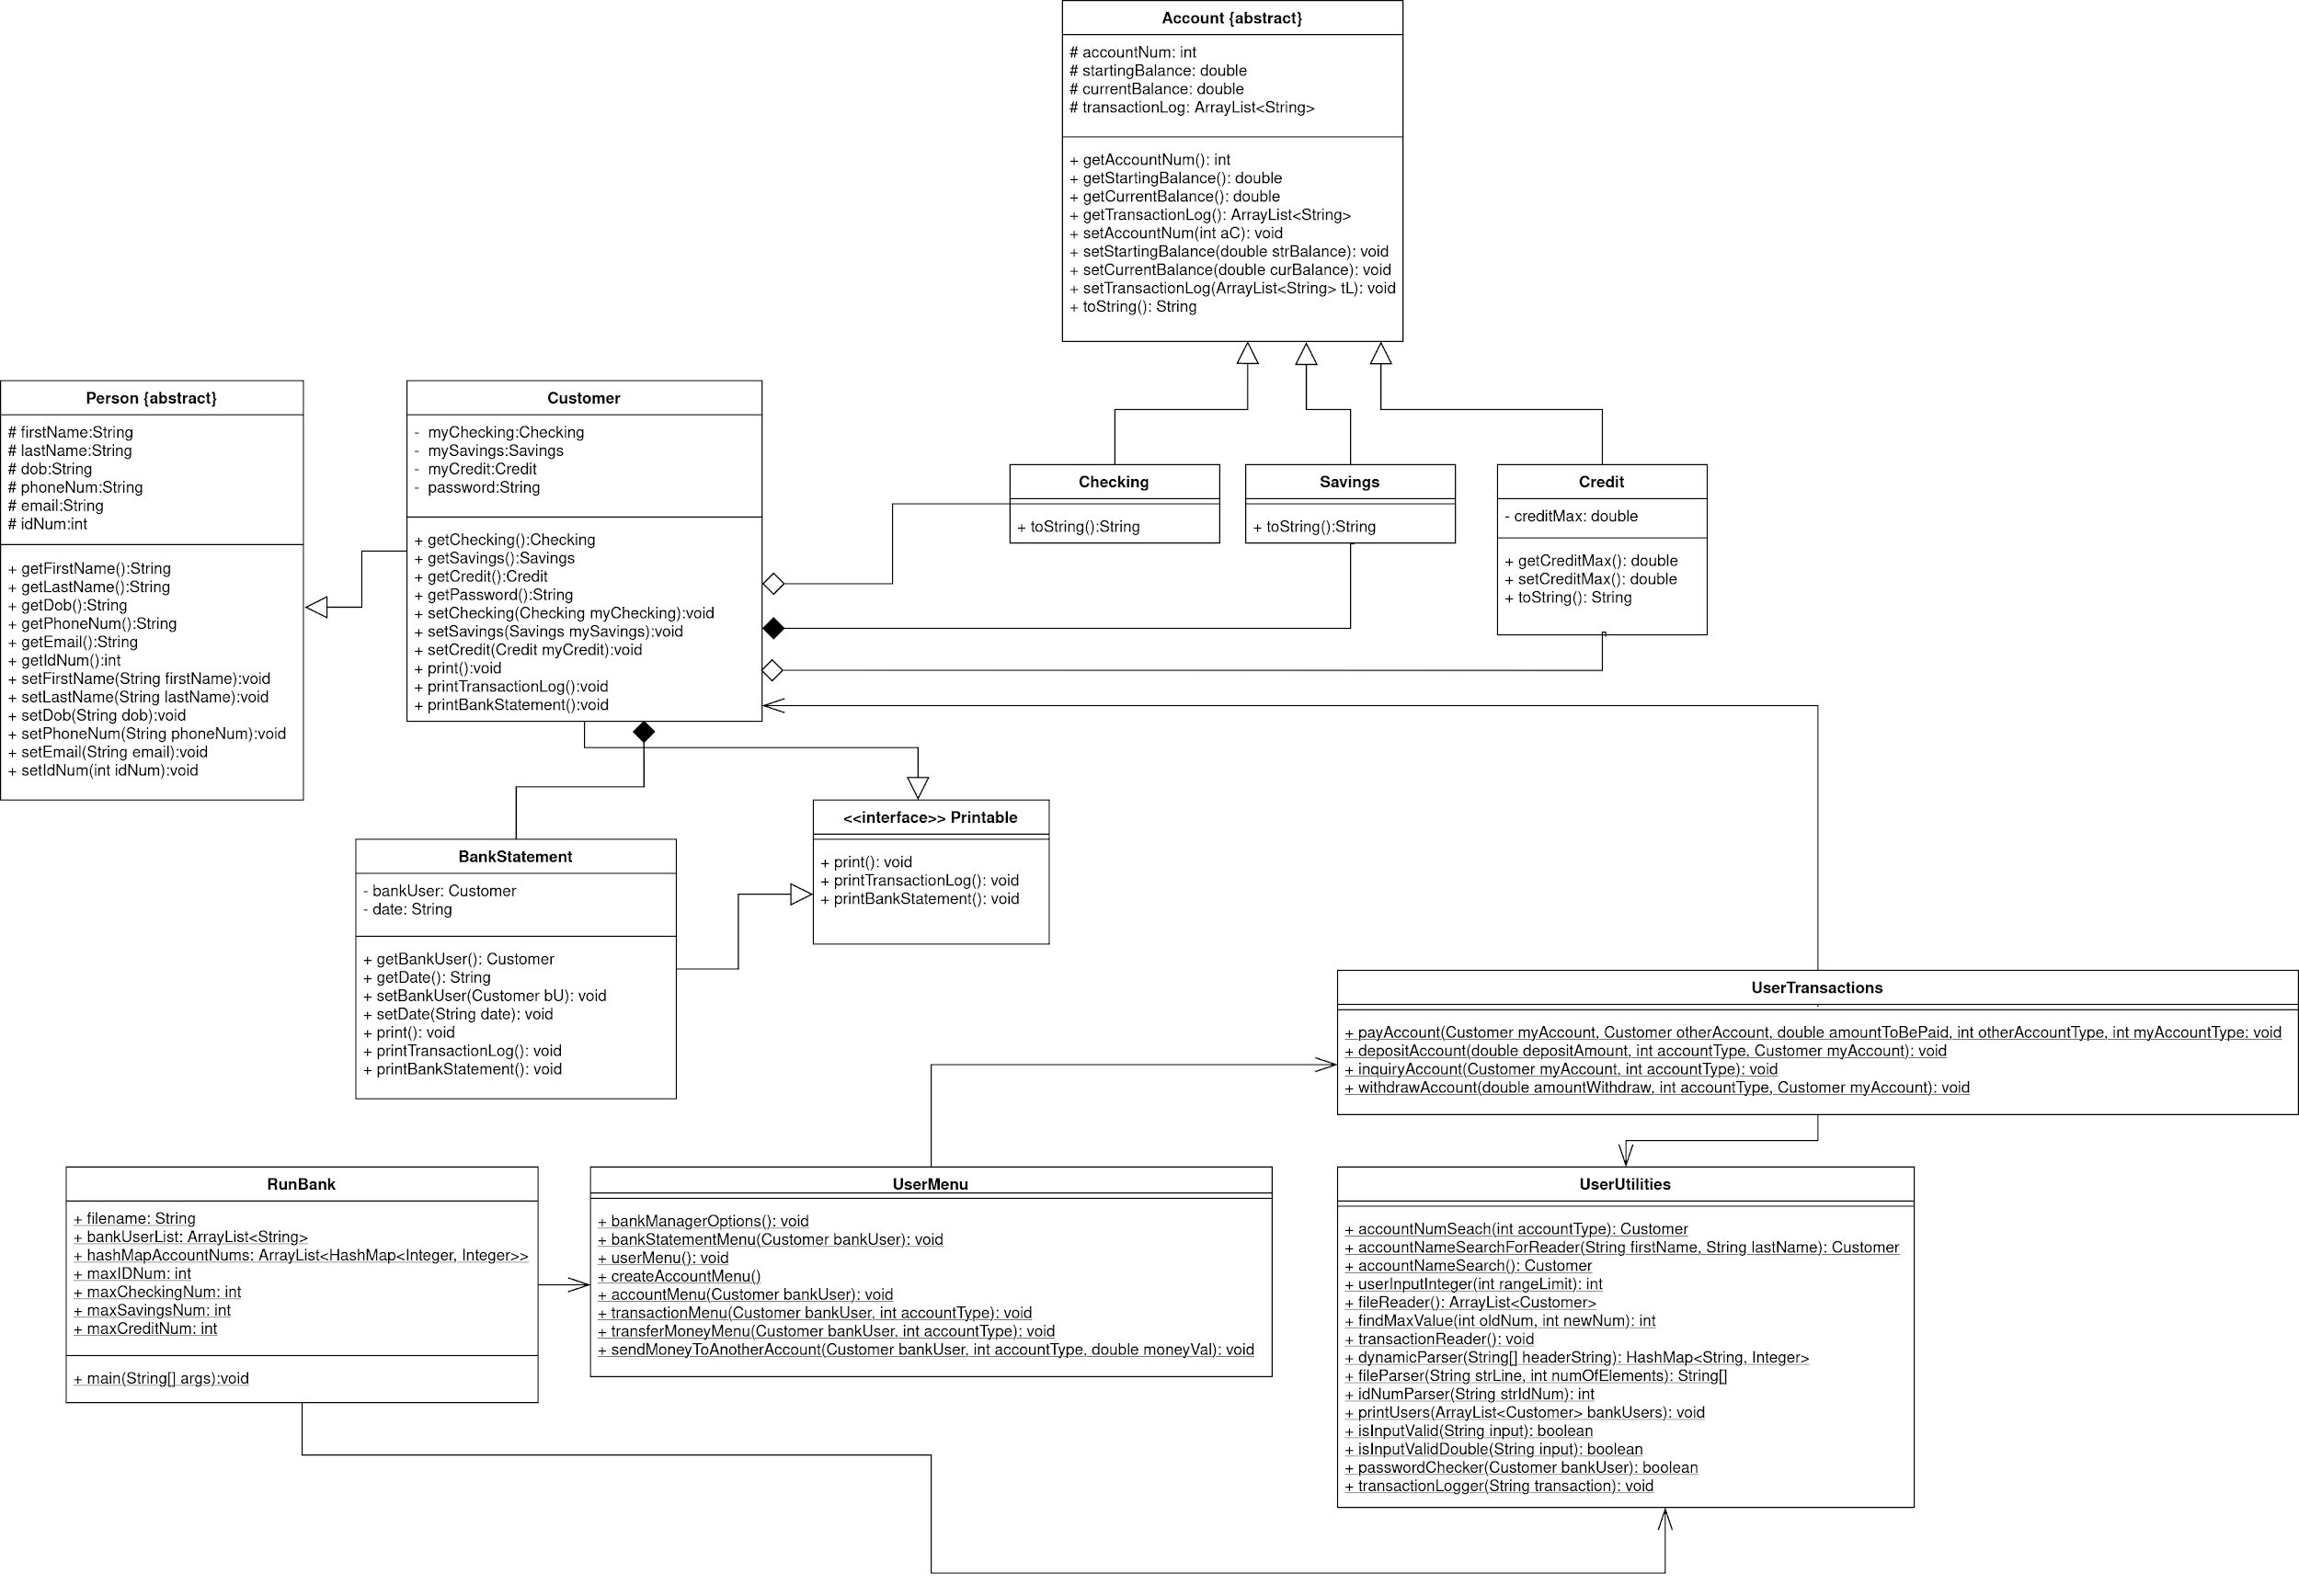 Account {abstract}
# accountNum: int
# startingBalance: double
# currentBalance: double
# transactionLog: ArrayList<String>
+ getAccountNum(): int
+ getStartingBalance(): double
+ getCurrentBalance(): double
+ getTransactionLog(): ArrayList<String>
+ setAccountNum(int aC): void
+ setStartingBalance(double strBalance): void
+ setCurrentBalance(double curBalance): void
+ setTransactionLog(ArrayList<String> tL): void
+ toString(): String
Person {abstract}
# firstName:String
# lastName:String
# dob:String
# phoneNum:String
# email:String
# idNum:int
+ getFirstName():String
+ getLastName():String
+ getDob():String
+ getPhoneNum():String
+ getEmail():String
+ getIdNum():int
+ setFirstName(String firstName):void
+ setLastName(String lastName):void
+ setDob(String dob):void
+ setPhoneNum(String phoneNum):void
+ setEmail(String email):void
+ setIdNum(int idNum):void
Customer
- myChecking:Checking
- mySavings:Savings
- myCredit:Credit
- password:String
+ getChecking():Checking
+ getSavings():Savings
+ getCredit():Credit
+ getPassword():String
+ setChecking(Checking myChecking):void
+ setSavings(Savings mySavings):void
+ setCredit(Credit myCredit):void
+ print():void
+ printTransactionLog():void
+ printBankStatement():void
Checking
+ toString():String
Savings
+ toString():String
Credit
- creditMax: double
+ getCreditMax(): double
+ setCreditMax(): double
+ toString(): String
<<interface>> Printable
+ print(): void
+ printTransactionLog(): void
+ printBankStatement(): void
BankStatement
- bankUser: Customer
- date: String
+ getBankUser(): Customer
+ getDate(): String
+ setBankUser(Customer bU): void
+ setDate(String date): void
+ print(): void
+ printTransactionLog(): void
+ printBankStatement(): void
UserTransactions
+ payAccount(Customer myAccount, Customer otherAccount, double amountToBePaid, int otherAccountType, int myAccountType: void
+ depositAccount(double depositAmount, int accountType, Customer myAccount): void
+ inquiryAccount(Customer myAccount, int accountType): void
+ withdrawAccount(double amountWithdraw, int accountType, Customer myAccount): void
RunBank
+ filename: String
+ bankUserList: ArrayList<String>
+ hashMapAccountNums: ArrayList<HashMap<Integer, Integer>>
+ maxIDNum: int
+ maxCheckingNum: int
+ maxSavingsNum: int
+ maxCreditNum: int
+ main(String[] args):void
UserMenu
+ bankManagerOptions(): void
+ bankStatementMenu(Customer bankUser): void
+ userMenu(): void
+ createAccountMenu()
+ accountMenu(Customer bankUser): void
+ transactionMenu(Customer bankUser, int accountType): void
+ transferMoneyMenu(Customer bankUser, int accountType): void
+ sendMoneyToAnotherAccount(Customer bankUser, int accountType, double moneyVal): void
UserUtilities
+ accountNumSeach(int accountType): Customer
+ accountNameSearchForReader(String firstName, String lastName): Customer
+ accountNameSearch(): Customer
+ userInputInteger(int rangeLimit): int
+ fileReader(): ArrayList<Customer>
+ findMaxValue(int oldNum, int newNum): int
+ transactionReader(): void
+ dynamicParser(String[] headerString): HashMap<String, Integer>
+ fileParser(String strLine, int numOfElements): String[]
+ idNumParser(String strIdNum): int
+ printUsers(ArrayList<Customer> bankUsers): void
+ isInputValid(String input): boolean
+ isInputValidDouble(String input): boolean
+ passwordChecker(Customer bankUser): boolean
+ transactionLogger(String transaction): void